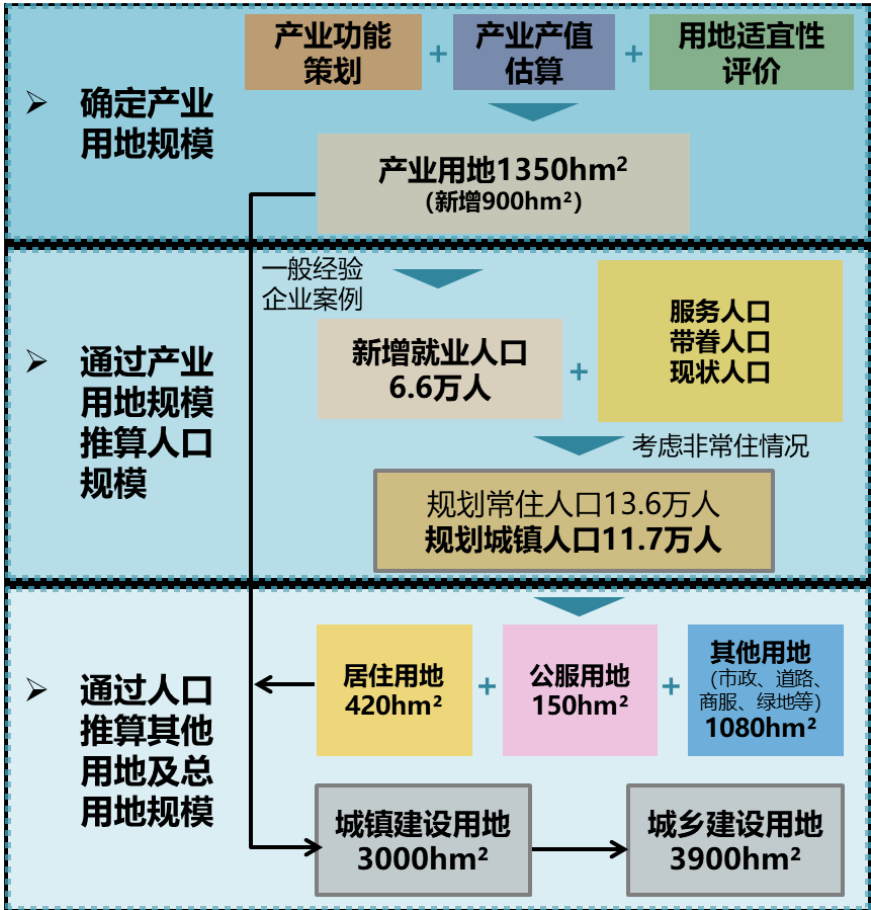 产业功能
策划
+
产业产值
估算
+
用地适宜性
评价
➢ 确定产业
用地规模
产业用地1350hm²
(新增900hm²)
一般经验
企业案例
➢ 通过产业
用地规模
推算人口
规模
新增就业人口
6.6万人
+
服务人口
带眷人口
现状人口
考虑非常住情况
规划常住人口13.6万人
规划城镇人口11.7万人
➢ 通过人口
推算其他
用地及总
用地规模
居住用地
420hm²
+
公服用地
150hm²
+
其他用地
(市政、道路、
商服、绿地等)
1080hm²
城镇建设用地
3000hm²
城乡建设用地
3900hm²